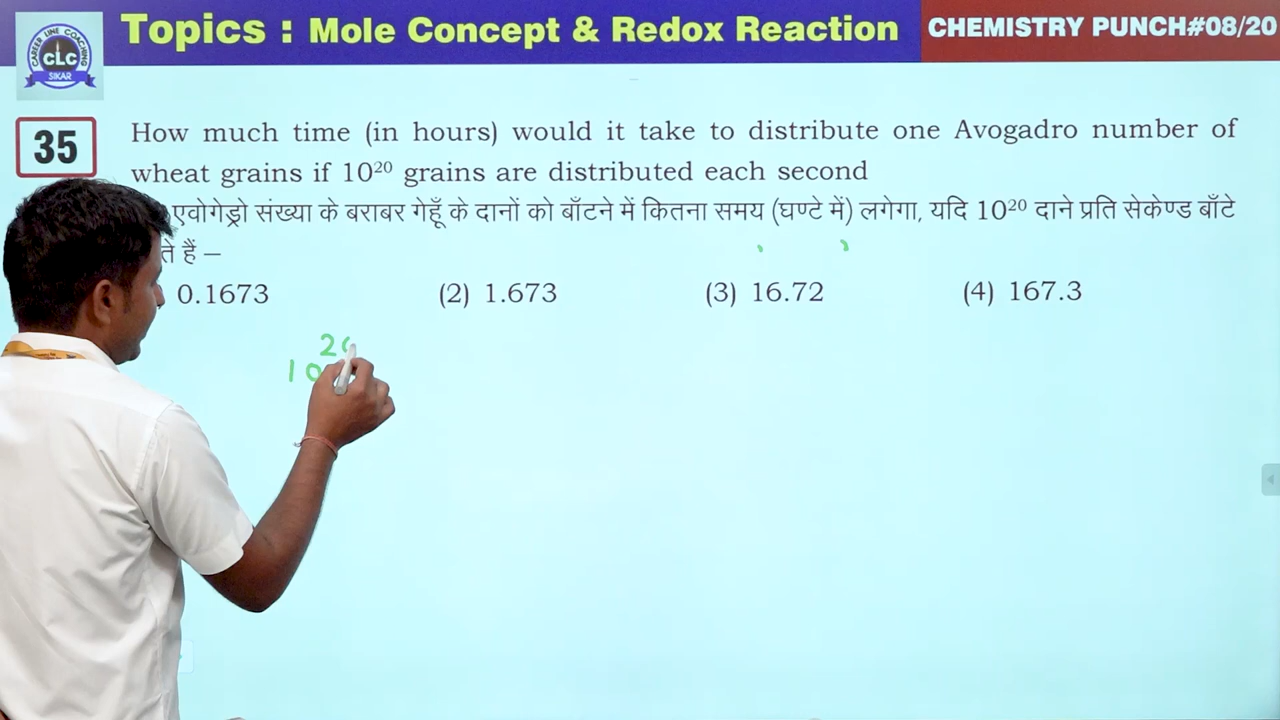 Topics : Mole Concept & Redox Reaction
CHEMISTRY PUNCH#08/20
CAREER LINE COACHING
CLC
SIKAR
35
How much time (in hours) would it take to distribute one Avogadro number of
wheat grains if 10²⁰ grains are distributed each second
एवोगेड्रो संख्या के बराबर गेहूँ के दानों को बाँटने में कितना समय (घण्टे में) लगेगा, यदि 10²⁰ दाने प्रति सेकेण्ड बाँटे
हैं –
0.1673 (2) 1.673 (3) 16.72 (4) 167.3
2
10